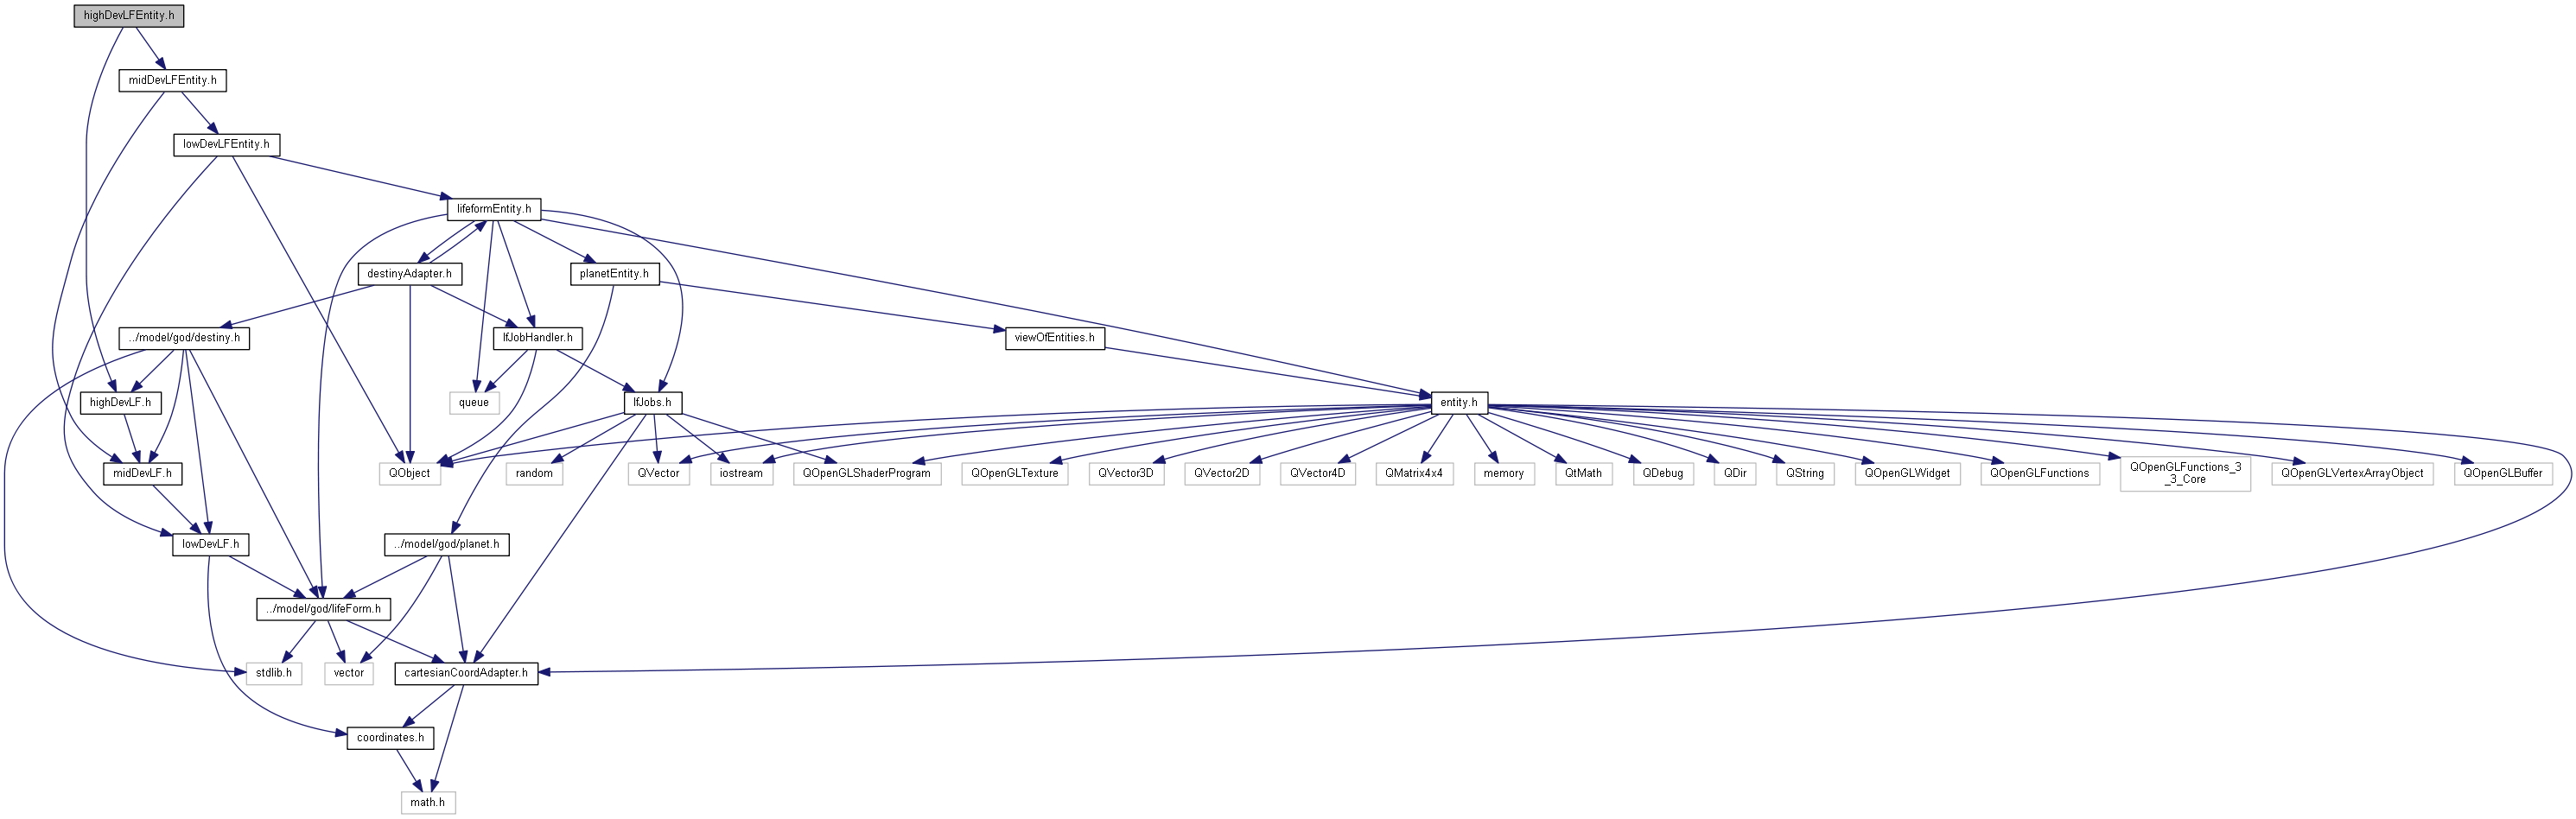 highDevLFEntity.h
midDevLFEntity.h
lowDevLFEntity.h
lifeformEntity.h
destinyAdapter.h
planetEntity.h
../model/god/destiny.h
lfJobHandler.h
viewOfEntities.h
highDevLF.h
queue
lfJobs.h
entity.h
midDevLF.h
QObject
random
QVector
iostream
QOpenGLShaderProgram
QOpenGLTexture
QVector3D
QVector2D
QVector4D
QMatrix4x4
memory
QtMath
QDebug
QDir
QString
QOpenGLWidget
QOpenGLFunctions
QOpenGLFunctions_3
_3_Core
QOpenGLVertexArrayObject
QOpenGLBuffer
lowDevLF.h
../model/god/planet.h
../model/god/lifeForm.h
stdlib.h
vector
cartesianCoordAdapter.h
coordinates.h
math.h